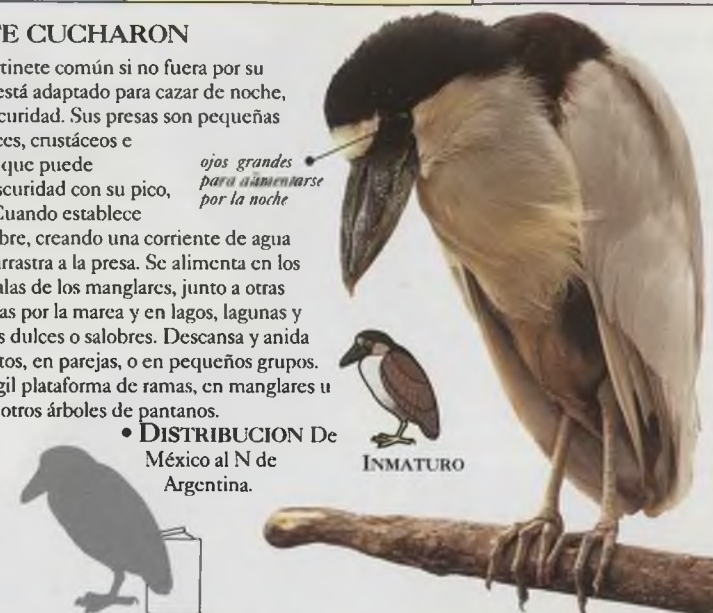 TE CUCHARON
tinete común si no fuera por su
está adaptado para cazar de noche,
curidad. Sus presas son pequeñas
ces, crustáceos e
que puede
scuridad con su pico,
Cuando establece
bre, creando una corriente de agua
rrastra a la presa. Se alimenta en los
alas de los manglares, junto a otras
as por la marea y en lagos, lagunas y
s dulces o salobres. Descansa y anida
tos, en parejas, o en pequeños grupos.
gil plataforma de ramas, en manglares u
otros árboles de pantanos.
• DISTRIBUCION De
México al N de
Argentina.
ojos grandes
para alimentarse
por la noche
INMATURO